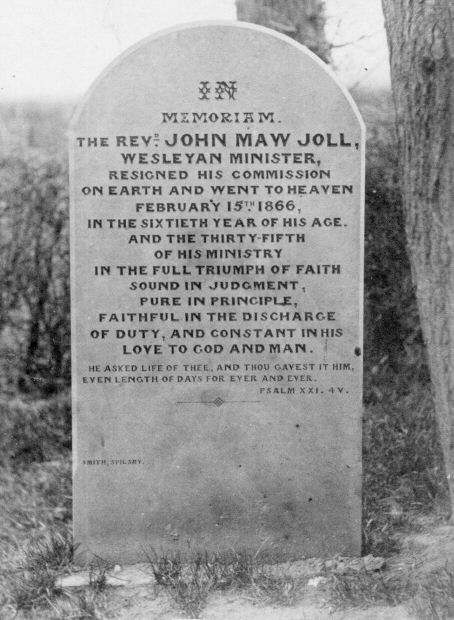 IN
MEMORIAM.
THE REVD. JOHN MAW JOLL,
WESLEYAN MINISTER,
RESIGNED HIS COMMISSION
ON EARTH AND WENT TO HEAVEN
FEBRUARY 15TH 1866,
IN THE SIXTIETH YEAR OF HIS AGE.
AND THE THIRTY-FIFTH
OF HIS MINISTRY
IN THE FULL TRIUMPH OF FAITH
SOUND IN JUDGMENT,
PURE IN PRINCIPLE,
FAITHFUL IN THE DISCHARGE
OF DUTY, AND CONSTANT IN HIS
LOVE TO GOD AND MAN.
HE ASKED LIFE OF THEE, AND THOU GAVEST IT HIM,
EVEN LENGTH OF DAYS FOR EVER AND EVER.
PSALM XXI. 4V.
SMITH, SPILSBY.